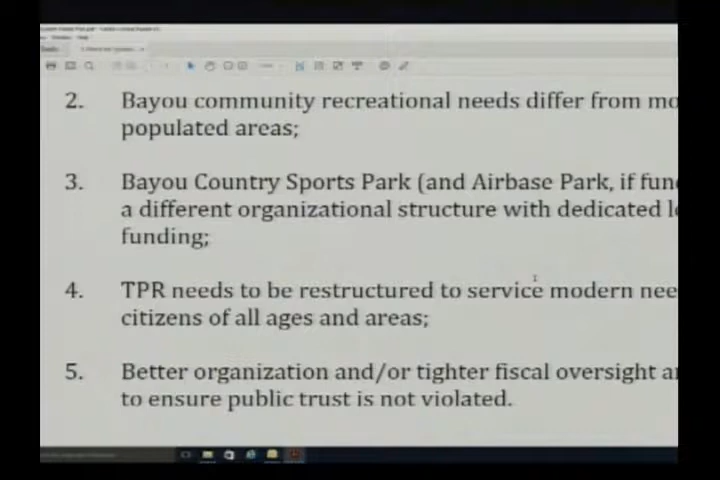 2. Bayou community recreational needs differ from mo
populated areas;
3. Bayou Country Sports Park (and Airbase Park, if fun
a different organizational structure with dedicated l
funding;
4. TPR needs to be restructured to service modern nee
citizens of all ages and areas;
5. Better organization and/or tighter fiscal oversight a
to ensure public trust is not violated.